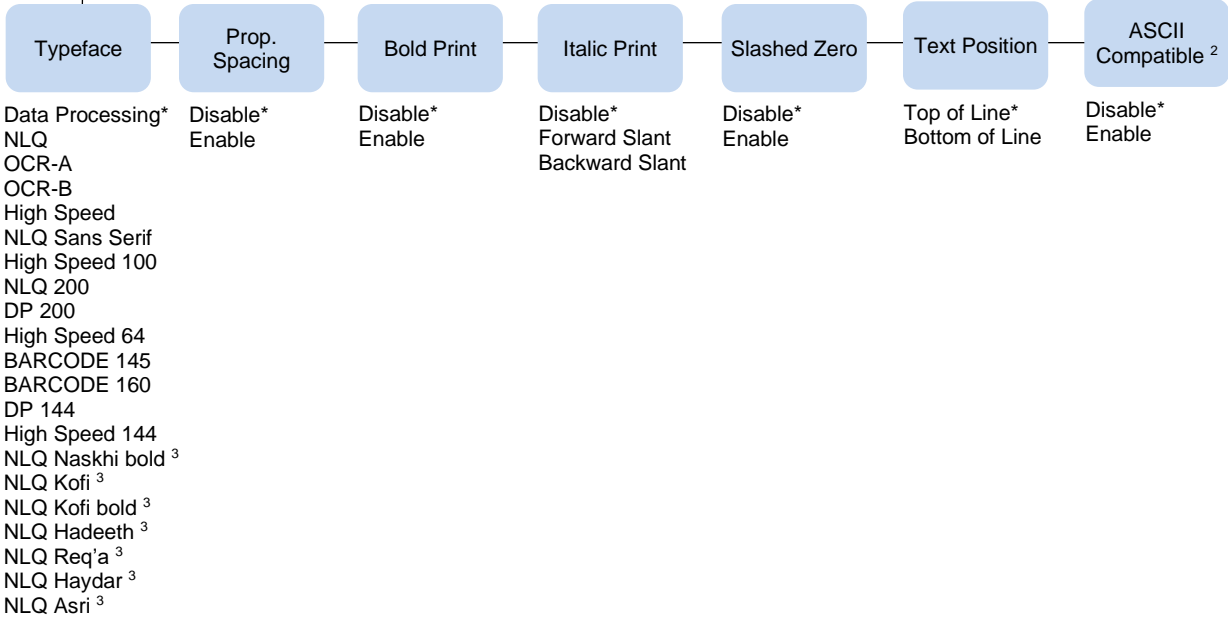 Typeface
Prop.
Spacing
Bold Print
Italic Print
Slashed Zero
Text Position
ASCII
Compatible ²
Data Processing*
NLQ
OCR-A
OCR-B
High Speed
NLQ Sans Serif
High Speed 100
NLQ 200
DP 200
High Speed 64
BARCODE 145
BARCODE 160
DP 144
High Speed 144
NLQ Naskhi bold ³
NLQ Kofi ³
NLQ Kofi bold ³
NLQ Hadeeth ³
NLQ Req’a ³
NLQ Haydar ³
NLQ Asri ³
Disable*
Enable
Disable*
Enable
Disable*
Forward Slant
Backward Slant
Disable*
Enable
Top of Line*
Bottom of Line
Disable*
Enable